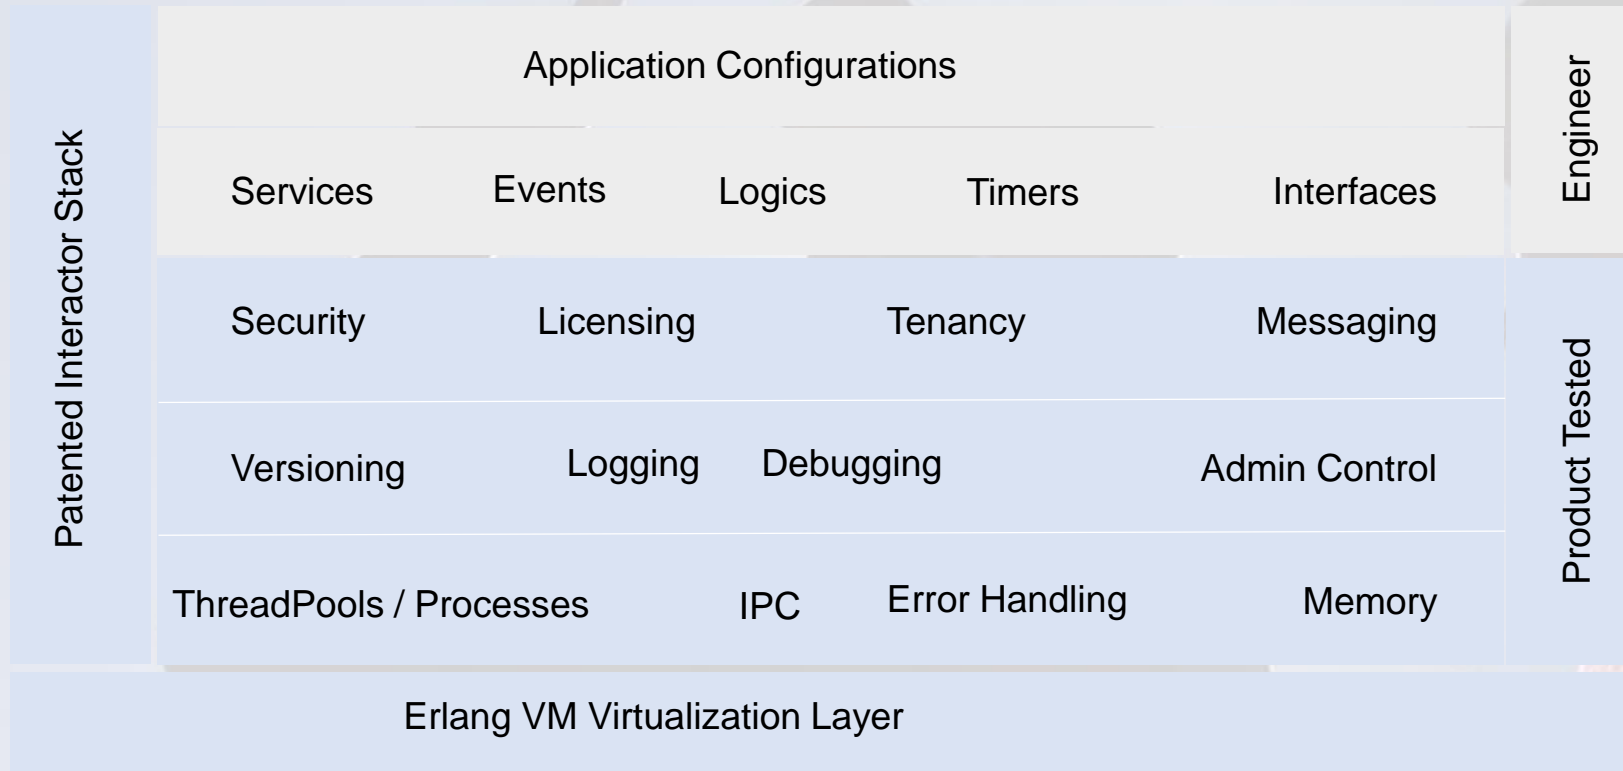 Patented Interactor Stack
Application Configurations
Engineer
Services Events Logics Timers Interfaces
Security Licensing Tenancy Messaging
Product Tested
Versioning Logging Debugging Admin Control
ThreadPools / Processes IPC Error Handling Memory
Erlang VM Virtualization Layer